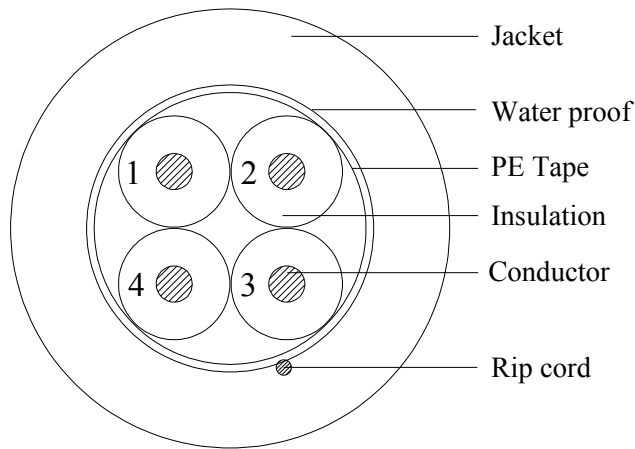 Jacket
Water proof
PE Tape
Insulation
Conductor
Rip cord
1
2
4
3